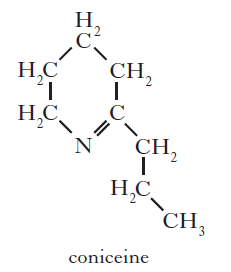 H₂
C
H₂C CH₂
H₂C C
N CH₂
H₂C
CH₃
coniceine